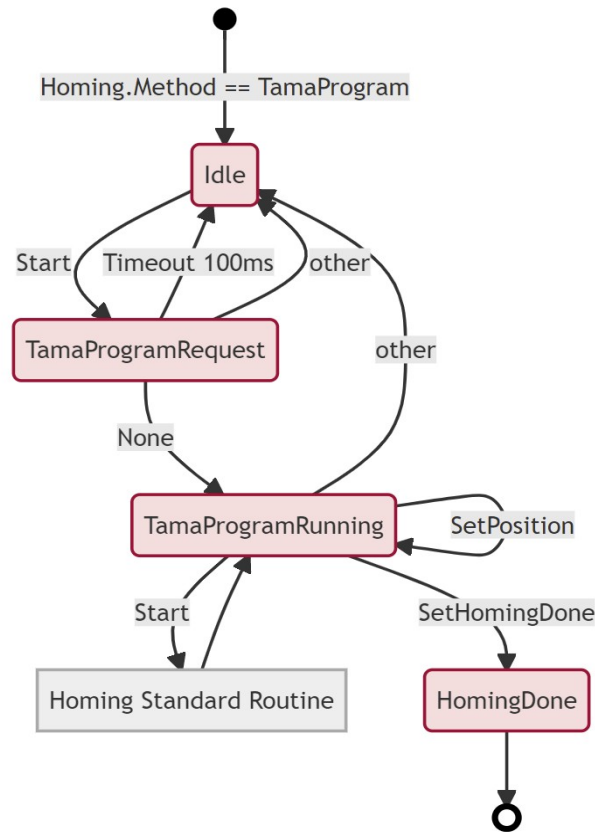 Homing.Method == TamaProgram
Idle
Start
Timeout 100ms
other
TamaProgramRequest
other
None
TamaProgramRunning
SetPosition
Start
SetHomingDone
Homing Standard Routine
HomingDone